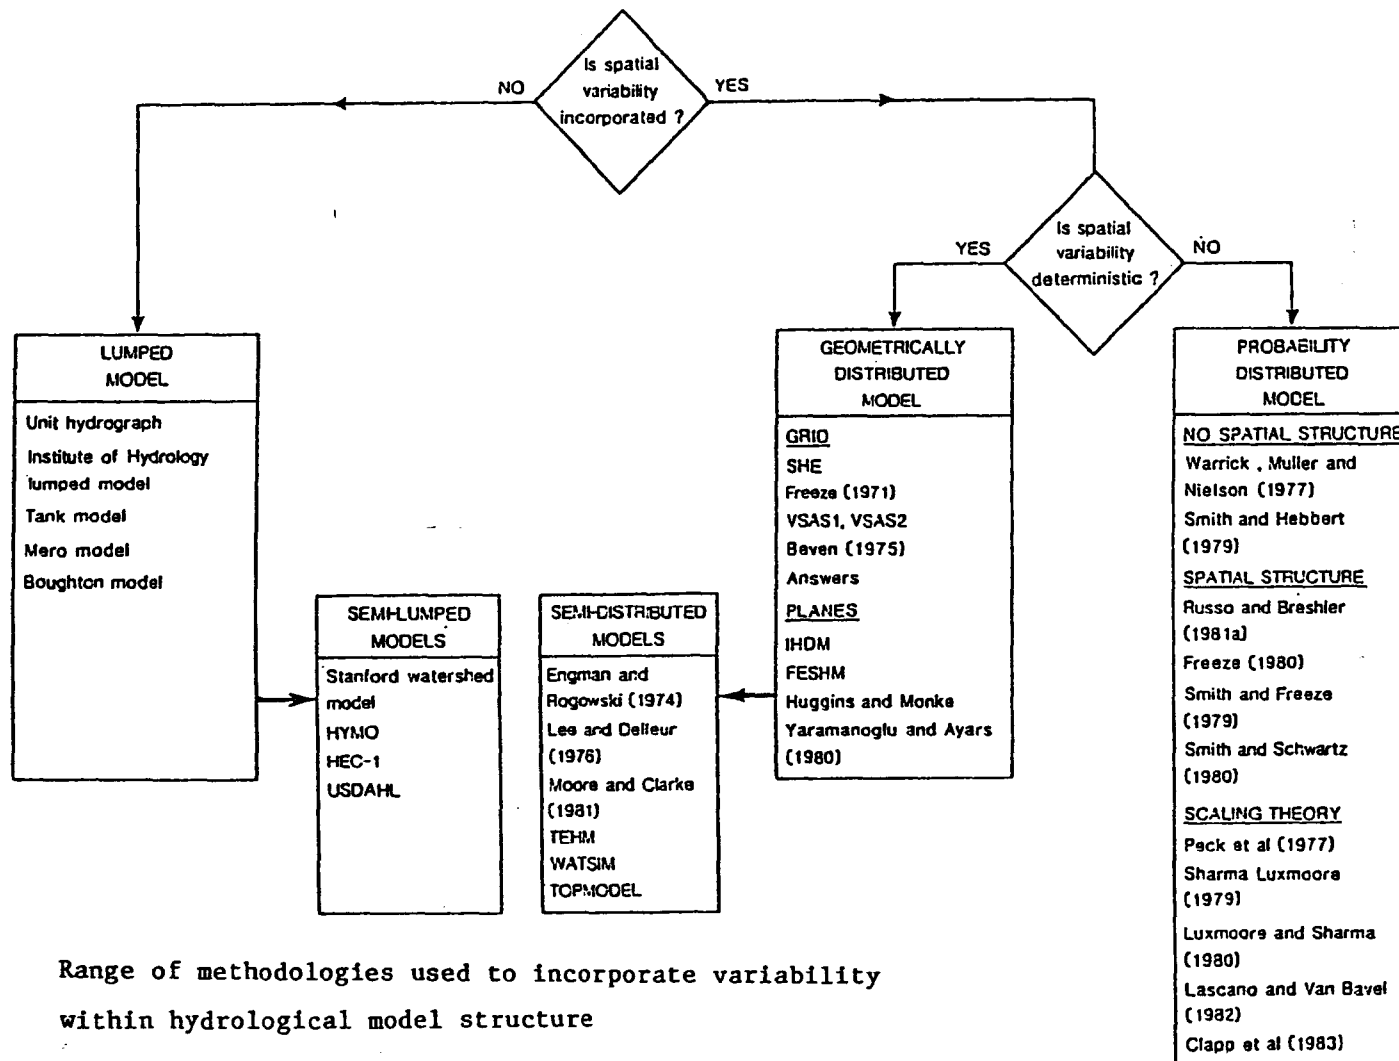 Is spatial
variability
incorporated ?
NO
YES
Is spatial
variability
deterministic ?
YES
NO
LUMPED
MODEL
Unit hydrograph
Institute of Hydrology
lumped model
Tank model
Mero model
Boughton model
SEMI-LUMPED
MODELS
Stanford watershed
model
HYMO
HEC-1
USDAHL
SEMI-DISTRIBUTED
MODELS
Engman and
Rogowski (1974)
Lee and Delleur
(1976)
Moore and Clarke
(1981)
TEHM
WATSIM
TOPMODEL
GEOMETRICALLY
DISTRIBUTED
MODEL
GRID
SHE
Freeze (1971)
VSAS1, VSAS2
Beven (1975)
Answers
PLANES
IHDM
FESHM
Huggins and Monke
Yaramanoglu and Ayars
(1980)
PROBABILITY
DISTRIBUTED
MODEL
NO SPATIAL STRUCTURE
Warrick , Muller and
Nielson (1977)
Smith and Hebbert
(1979)
SPATIAL STRUCTURE
Russo and Breshler
(1981a)
Freeze (1980)
Smith and Freeze
(1979)
Smith and Schwartz
(1980)
SCALING THEORY
Peck et al (1977)
Sharma Luxmoore
(1979)
Luxmoore and Sharma
(1980)
Lascano and Van Bavel
(1982)
Clapp et al (1983)
Range of methodologies used to incorporate variability
within hydrological model structure